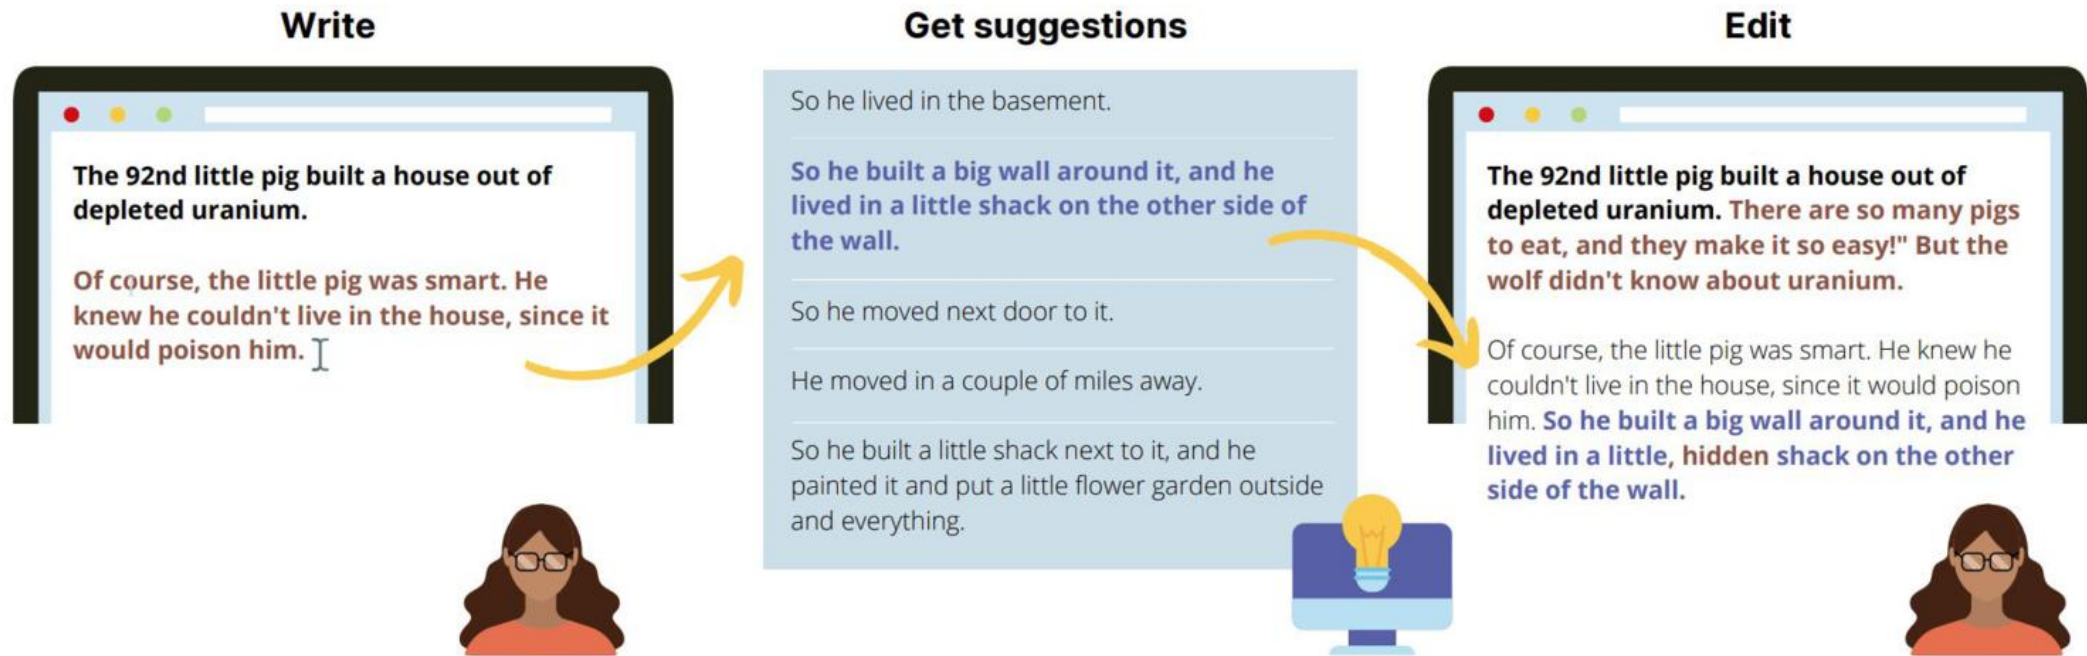 Write
The 92nd little pig built a house out of
depleted uranium.
Of course, the little pig was smart. He
knew he couldn't live in the house, since it
would poison him.
Get suggestions
So he lived in the basement.
So he built a big wall around it, and he
lived in a little shack on the other side of
the wall.
So he moved next door to it.
He moved in a couple of miles away.
So he built a little shack next to it, and he
painted it and put a little flower garden outside
and everything.
Edit
The 92nd little pig built a house out of
depleted uranium. There are so many pigs
to eat, and they make it so easy!" But the
wolf didn't know about uranium.
Of course, the little pig was smart. He knew he
couldn't live in the house, since it would poison
him. So he built a big wall around it, and he
lived in a little, hidden shack on the other
side of the wall.